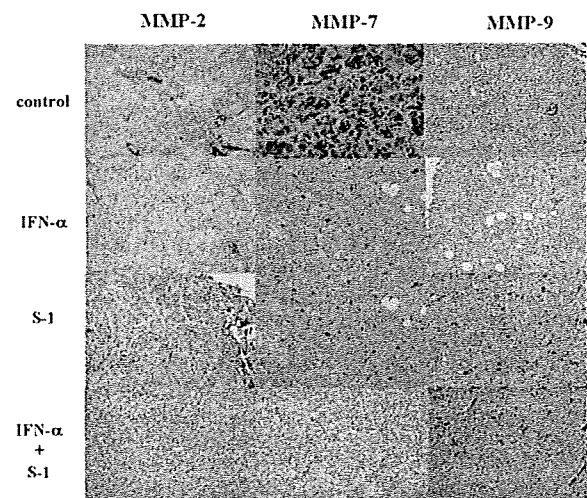 MMP-2 MMP-7 MMP-9
control
IFN-α
S-1
IFN-α
+
S-1